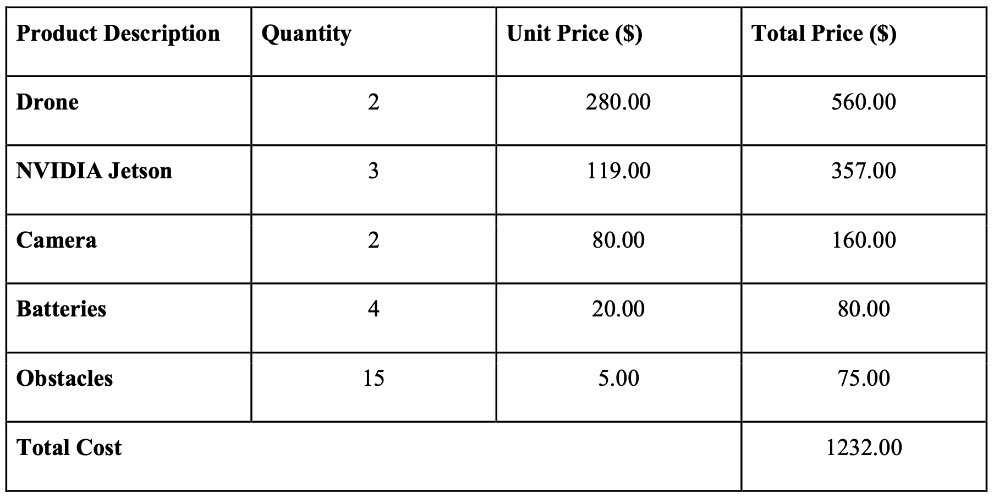 Product Description Quantity Unit Price ($) Total Price ($)
Drone 2 280.00 560.00
NVIDIA Jetson 3 119.00 357.00
Camera 2 80.00 160.00
Batteries 4 20.00 80.00
Obstacles 15 5.00 75.00
Total Cost 1232.00